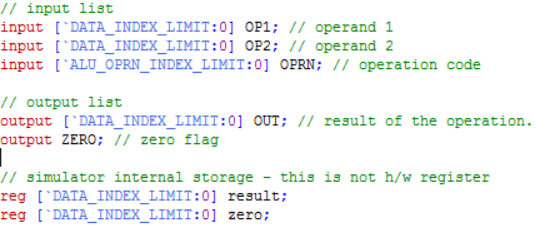 // input list
input [`DATA_INDEX_LIMIT:0] OP1; // operand 1
input [`DATA_INDEX_LIMIT:0] OP2; // operand 2
input [`ALU_OPRN_INDEX_LIMIT:0] OPRN; // operation code
// output list
output [`DATA_INDEX_LIMIT:0] OUT; // result of the operation.
output ZERO; // zero flag
// simulator internal storage - this is not h/w register
reg [`DATA_INDEX_LIMIT:0] result;
reg [`DATA_INDEX_LIMIT:0] zero;